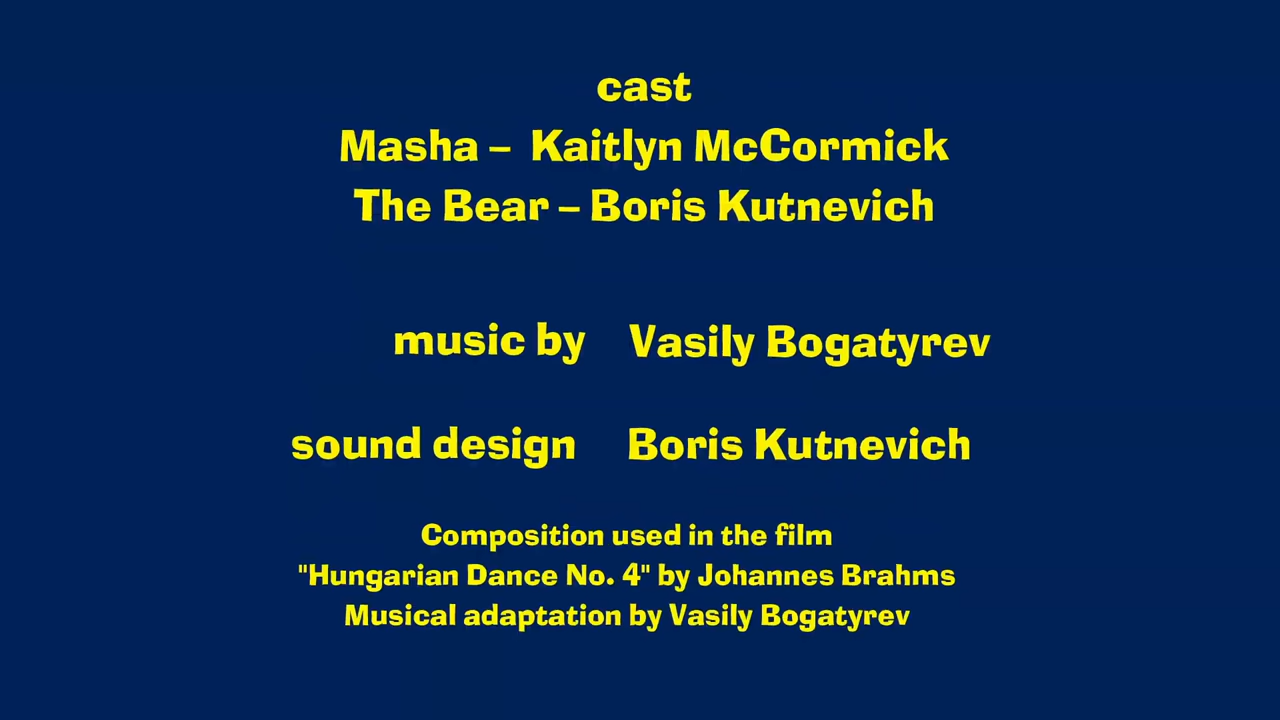 cast
Masha – Kaitlyn McCormick
The Bear – Boris Kutnevich
music by Vasily Bogatyrev
sound design Boris Kutnevich
Composition used in the film
"Hungarian Dance No. 4" by Johannes Brahms
Musical adaptation by Vasily Bogatyrev